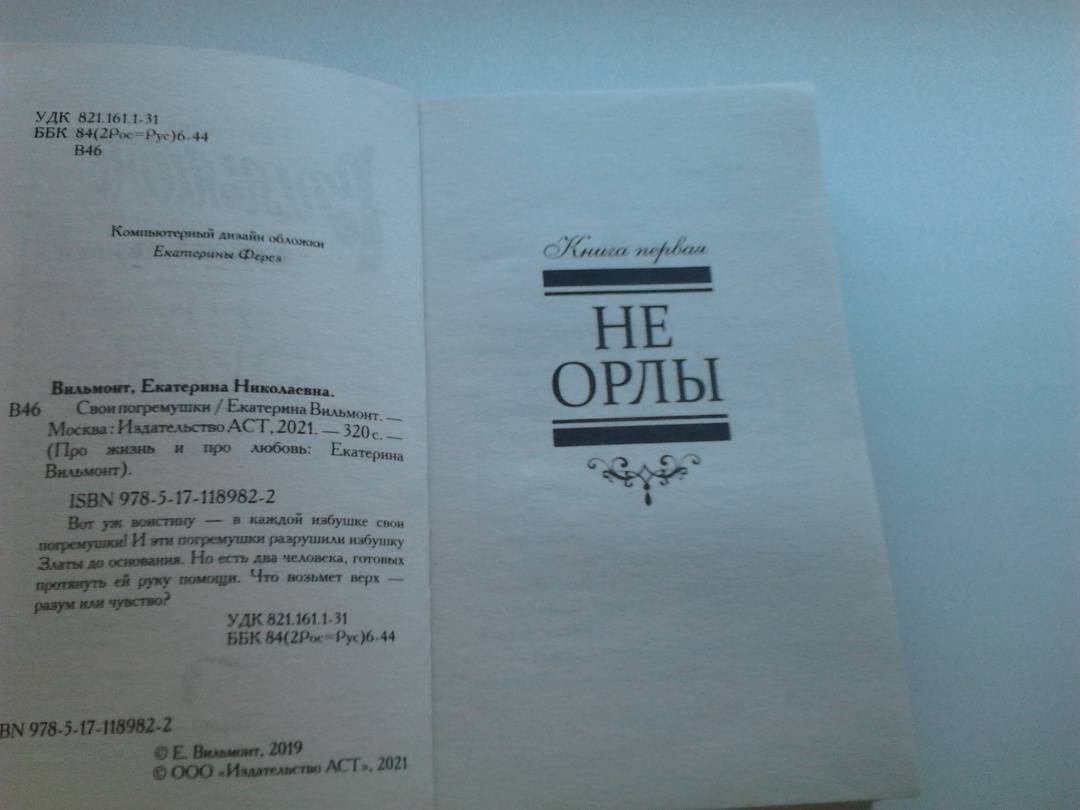 УДК 821.161.1-31
ББК 84(2Рос=Рус)6-44
В46
Компьютерный дизайн обложки
Екатерины Ферез
Вильмонт, Екатерина Николаевна.
В46 Свои погремушки / Екатерина Вильмонт. —
Москва : Издательство АСТ, 2021. — 320 с. —
(Про жизнь и про любовь: Екатерина
Вильмонт).
ISBN 978-5-17-118982-2
Вот уж воистину — в каждой избушке свои
погремушки! И эти погремушки разрушили избушку
Златы до основания. Но есть два человека, готовых
протянуть ей руку помощи. Что возьмет верх —
разум или чувство?
УДК 821.161.1-31
ББК 84(2Рос=Рус)6-44
BN 978-5-17-118982-2
© Е. Вильмонт, 2019
© ООО «Издательство АСТ», 2021
Книга первая
НЕ
ОРЛЫ